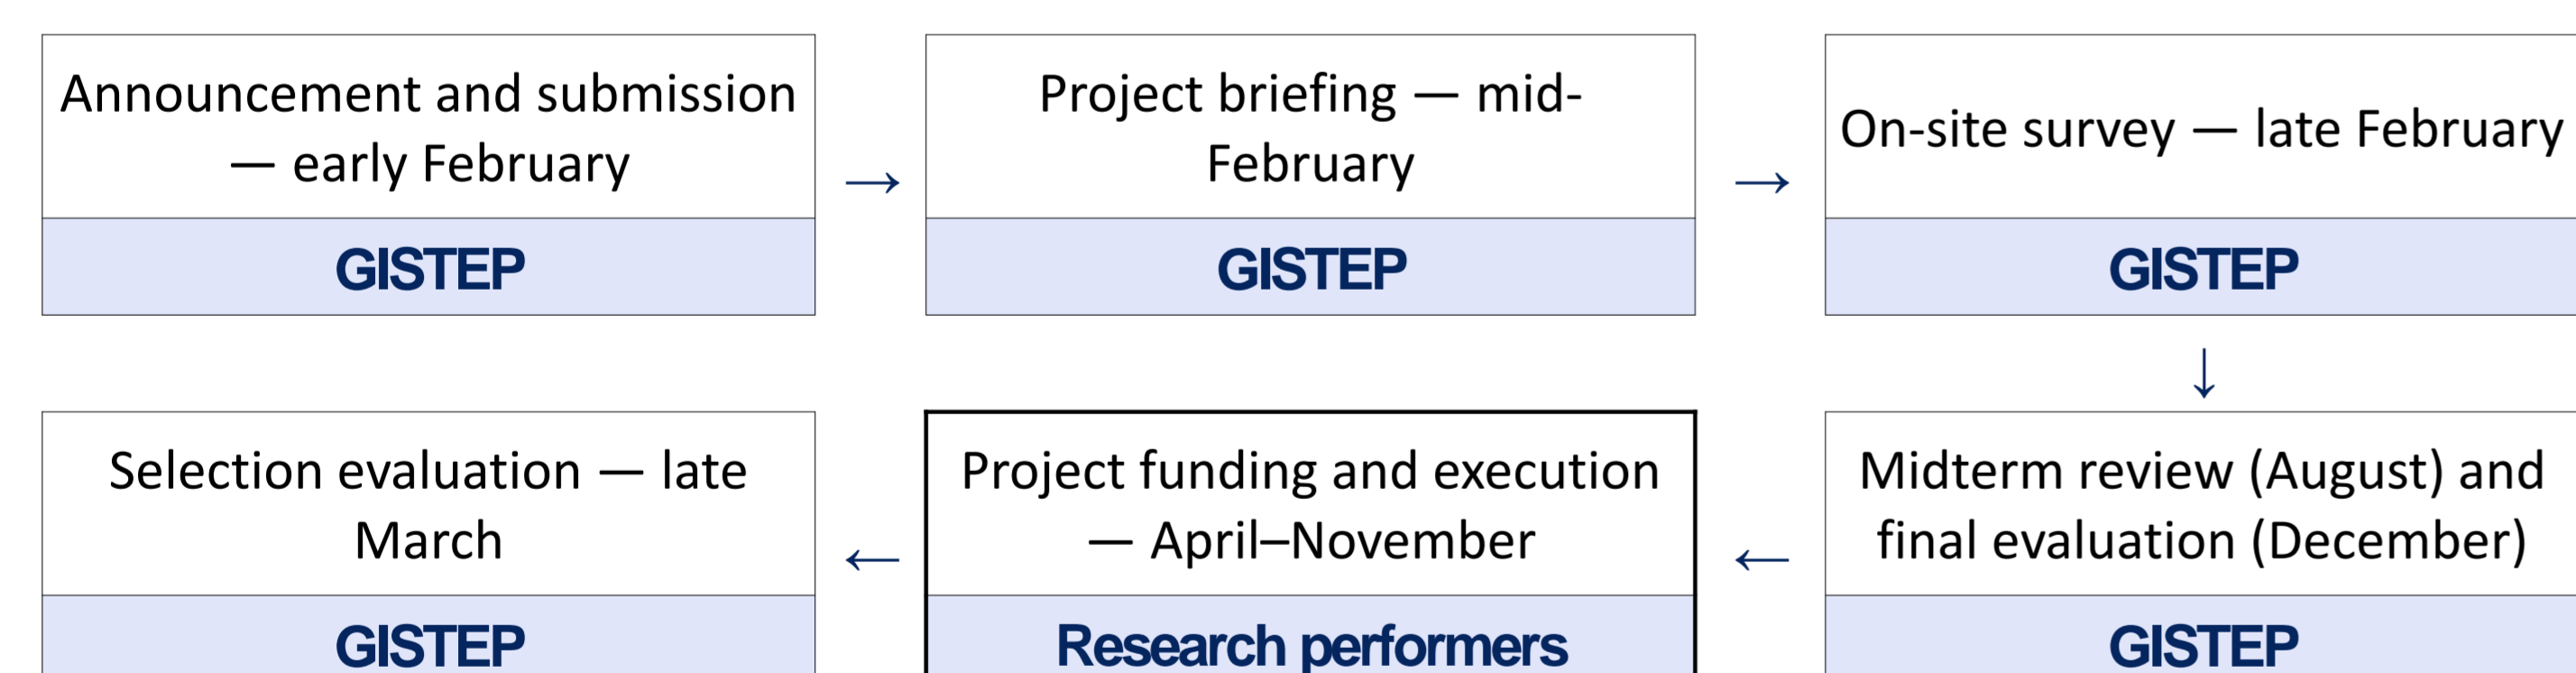 Announcement and submission
— early February
GISTEP
→
Project briefing — mid-
February
GISTEP
→
On-site survey — late February
GISTEP
↓
Selection evaluation — late
March
GISTEP
←
Project funding and execution
— April–November
Research performers
←
Midterm review (August) and
final evaluation (December)
GISTEP